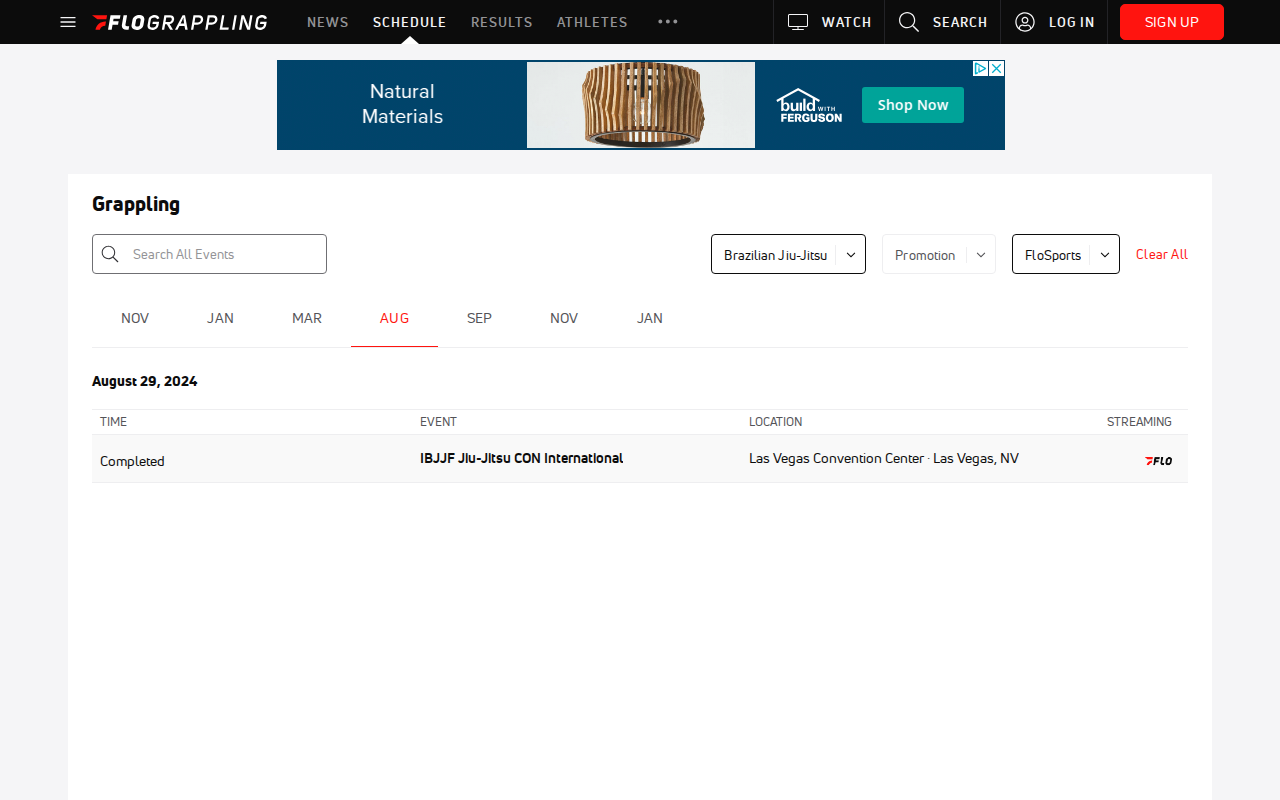 FLOGRAPPLING NEWS SCHEDULE RESULTS ATHLETES WATCH SEARCH LOG IN SIGN UP
Natural
Materials
build WITH
FERGUSON
Shop Now
Grappling
Search All Events
Brazilian Jiu-Jitsu
Promotion
FloSports
Clear All
NOV JAN MAR AUG SEP NOV JAN
August 29, 2024
TIME EVENT LOCATION STREAMING
Completed IBJJF Jiu-Jitsu CON International Las Vegas Convention Center · Las Vegas, NV FLO